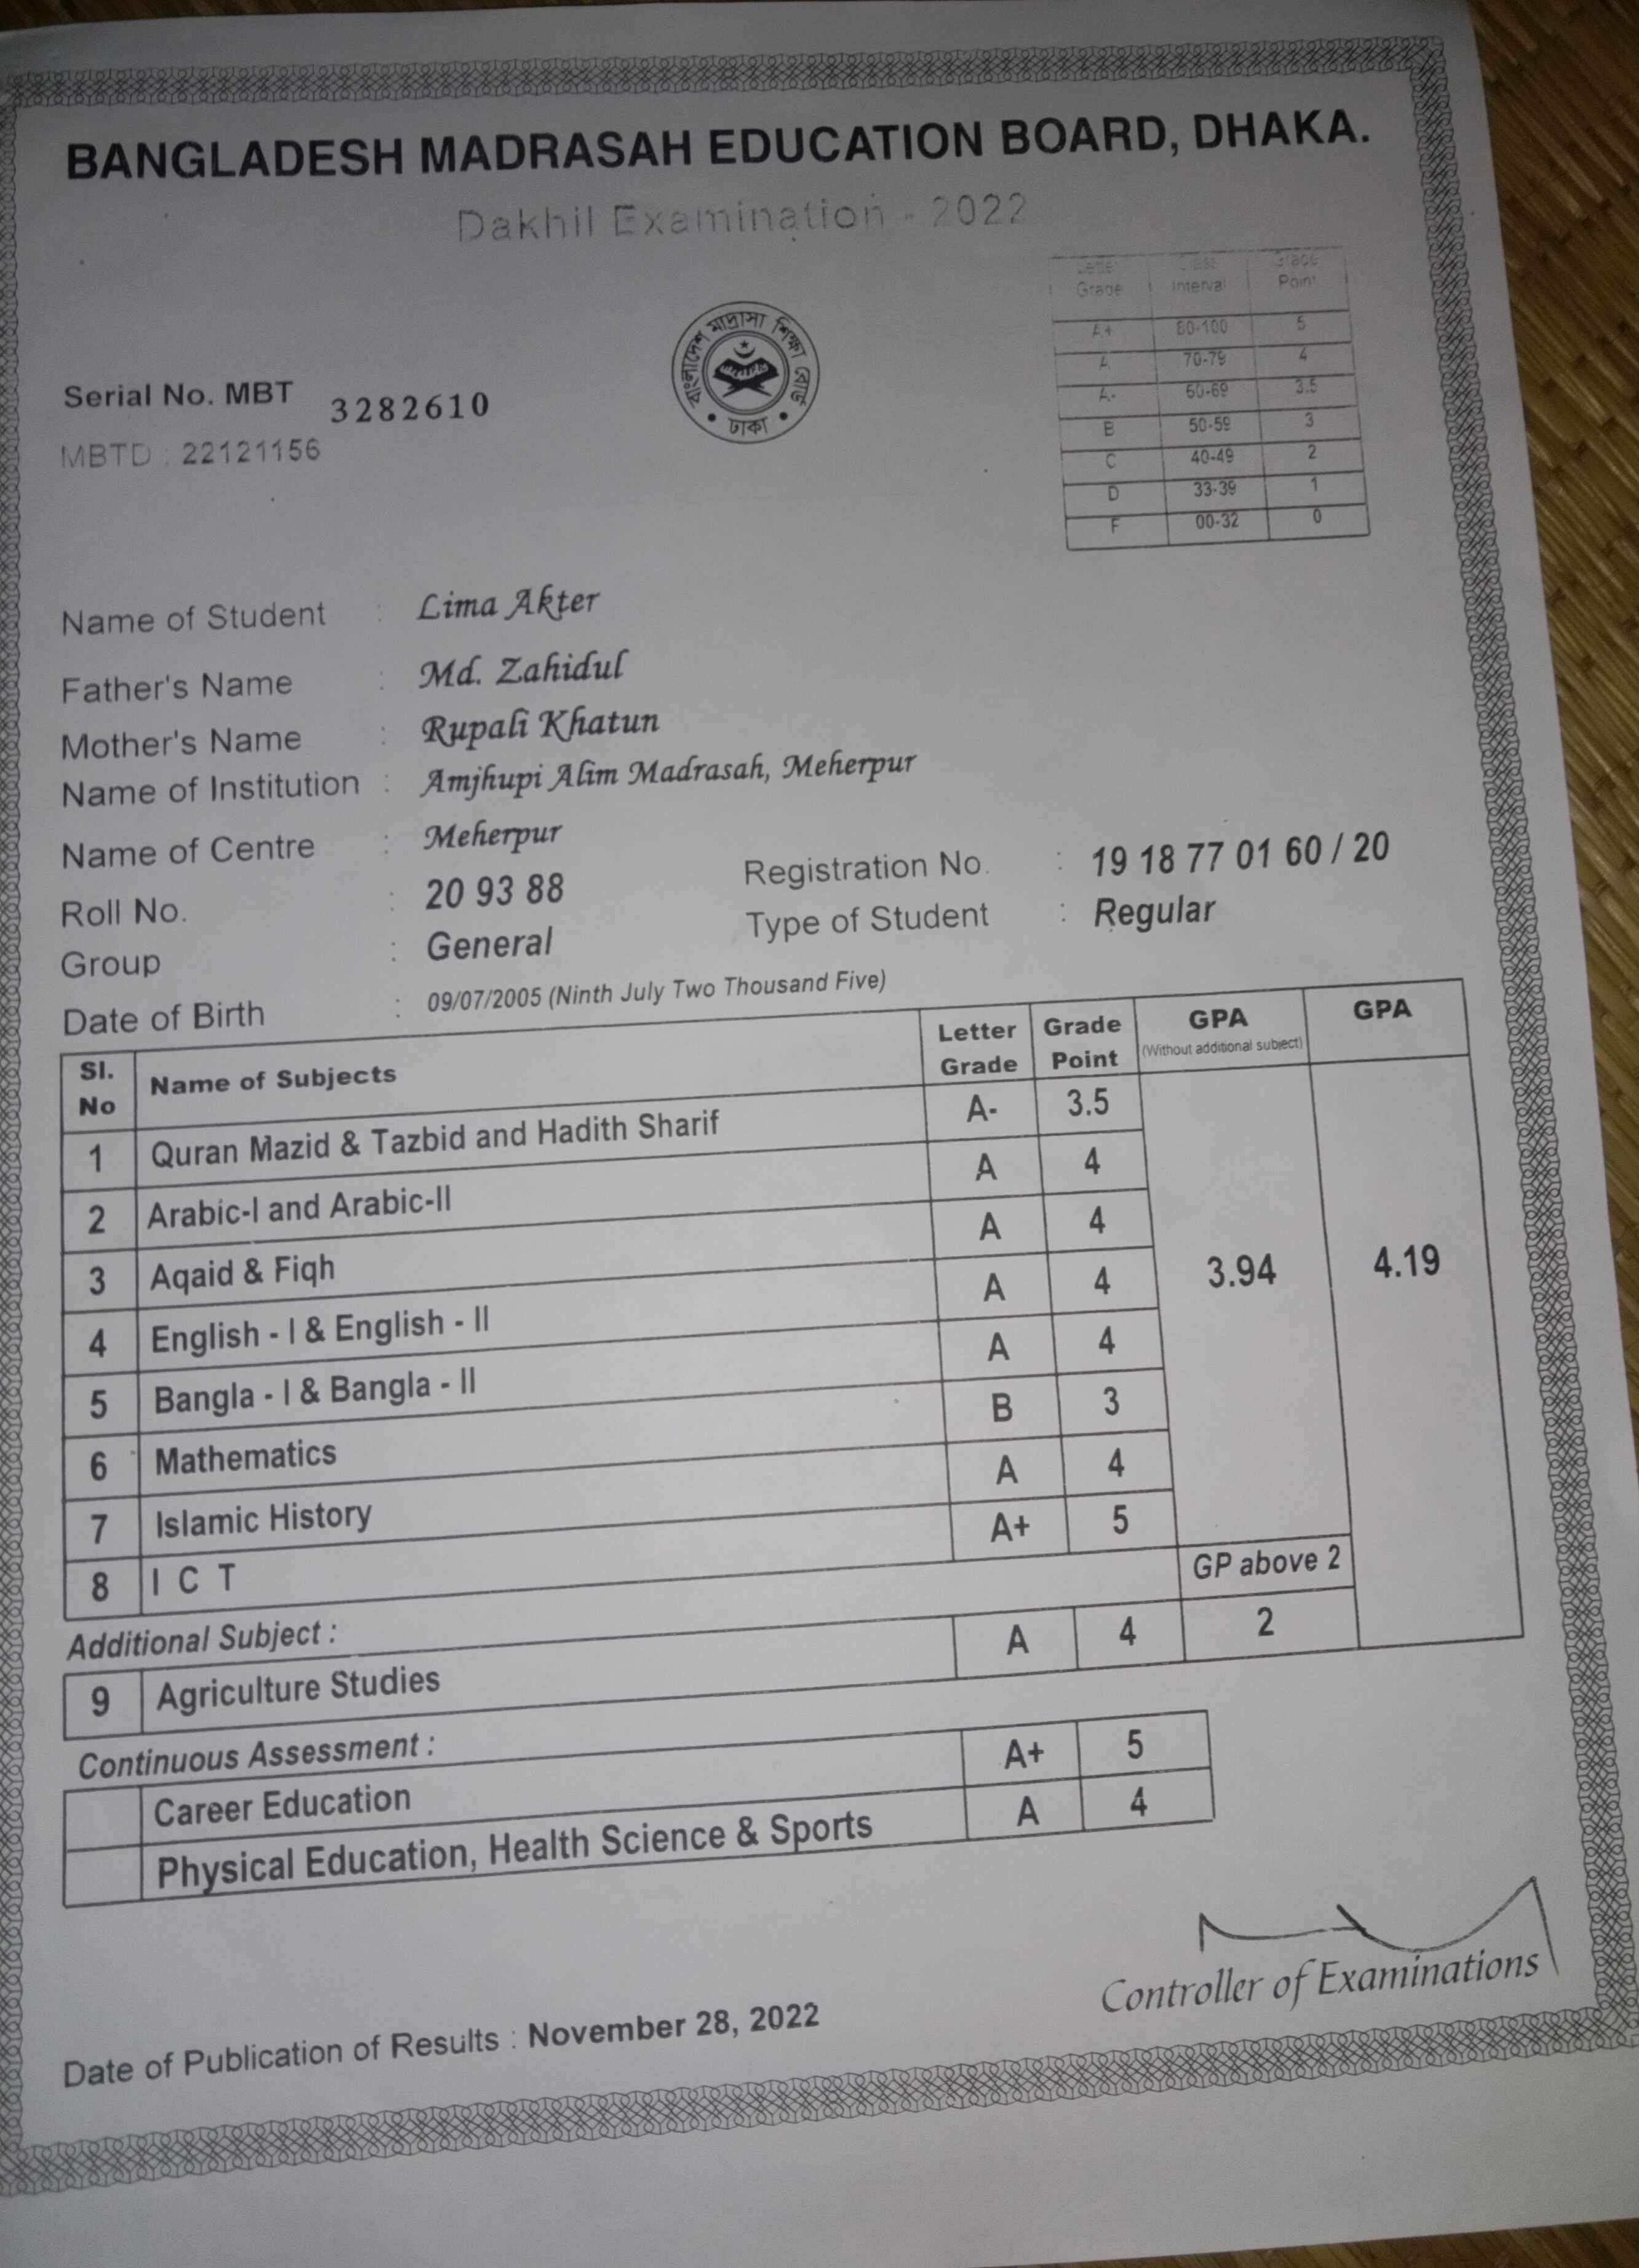 BANGLADESH MADRASAH EDUCATION BOARD, DHAKA.
Dakhil Examination - 2022
Letter Grade Class Interval Grade Point
A+ 80-100 5
A 70-79 4
A- 60-69 3.5
B 50-59 3
C 40-49 2
D 33-39 1
F 00-32 0
বাংলাদেশ মাদ্রাসা শিক্ষা বোর্ড
ঢাকা
Serial No. MBT 3282610
MBTD : 22121156
Name of Student : Lima Akter
Father's Name : Md. Zahidul
Mother's Name : Rupali Khatun
Name of Institution : Amjhupi Alim Madrasah, Meherpur
Name of Centre : Meherpur
Roll No. : 20 93 88 Registration No. : 19 18 77 01 60 / 20
Group : General Type of Student : Regular
Date of Birth : 09/07/2005 (Ninth July Two Thousand Five)
Sl. No Name of Subjects Letter Grade Grade Point GPA (Without additional subject) GPA
1 Quran Mazid & Tazbid and Hadith Sharif A- 3.5
2 Arabic-I and Arabic-II A 4
3 Aqaid & Fiqh A 4
4 English - I & English - II A 4 3.94 4.19
5 Bangla - I & Bangla - II A 4
6 Mathematics B 3
7 Islamic History A 4
8 I C T A+ 5
Additional Subject : GP above 2
9 Agriculture Studies A 4 2
Continuous Assessment :
Career Education A+ 5
Physical Education, Health Science & Sports A 4
Controller of Examinations
Date of Publication of Results : November 28, 2022